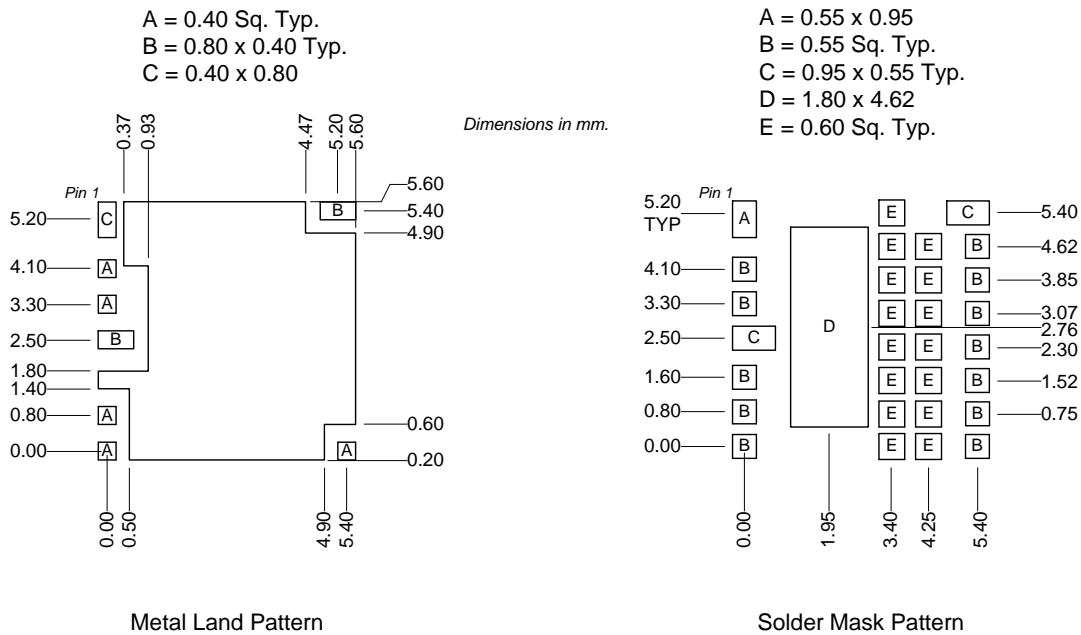 A = 0.40 Sq. Typ.
B = 0.80 x 0.40 Typ.
C = 0.40 x 0.80
A = 0.55 x 0.95
B = 0.55 Sq. Typ.
C = 0.95 x 0.55 Typ.
D = 1.80 x 4.62
E = 0.60 Sq. Typ.
Dimensions in mm.
0.37
0.93
4.47
5.20
5.60
Pin 1
5.20
4.10
3.30
2.50
1.80
1.40
0.80
0.00
C
A
A
B
A
A
B
A
5.60
5.40
4.90
0.60
0.20
0.00
0.50
4.90
5.40
Metal Land Pattern
Pin 1
5.20
TYP
4.10
3.30
2.50
1.60
0.80
0.00
A
B
B
C
B
B
B
D
E
C
E
E
B
E
E
B
E
E
B
E
E
B
E
E
B
E
E
B
E
E
B
5.40
4.62
3.85
3.07
2.76
2.30
1.52
0.75
0.00
1.95
3.40
4.25
5.40
Solder Mask Pattern